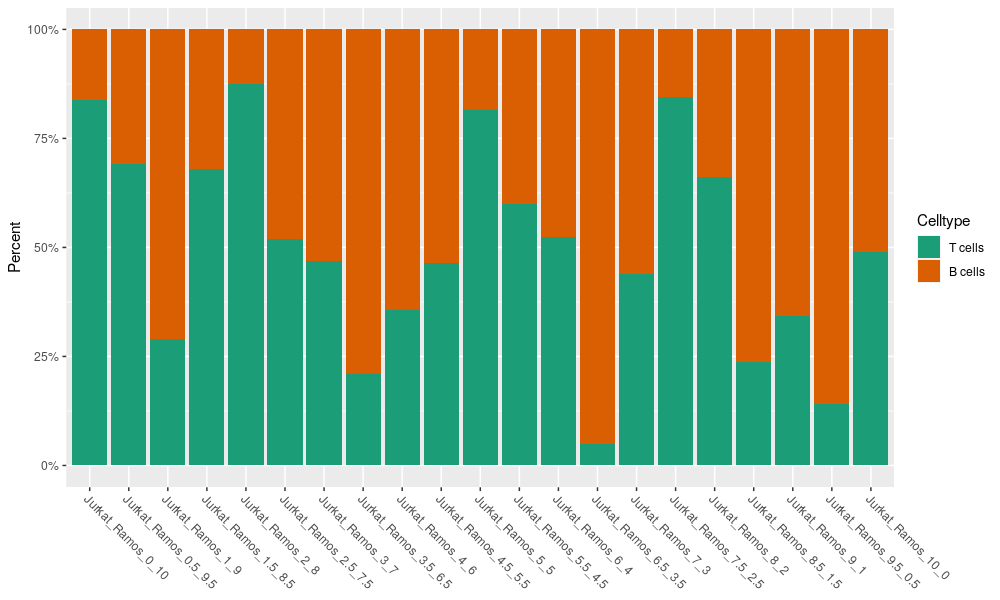 100%
75%
50%
25%
0%
Percent
Jurkat_Ramos_0_10
Jurkat_Ramos_0.5_9.5
Jurkat_Ramos_1_9
Jurkat_Ramos_1.5_8.5
Jurkat_Ramos_2_8
Jurkat_Ramos_2.5_7.5
Jurkat_Ramos_3_7
Jurkat_Ramos_3.5_6.5
Jurkat_Ramos_4_6
Jurkat_Ramos_4.5_5.5
Jurkat_Ramos_5_5
Jurkat_Ramos_5.5_4.5
Jurkat_Ramos_6_4
Jurkat_Ramos_6.5_3.5
Jurkat_Ramos_7_3
Jurkat_Ramos_7.5_2.5
Jurkat_Ramos_8_2
Jurkat_Ramos_8.5_1.5
Jurkat_Ramos_9_1
Jurkat_Ramos_9.5_0.5
Jurkat_Ramos_10_0
Celltype
T cells
B cells